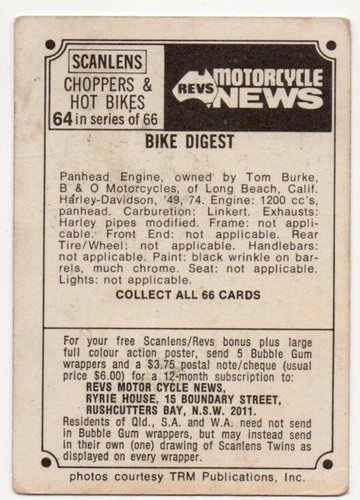 SCANLENS
CHOPPERS &
HOT BIKES
64 in series of 66
REVS MOTORCYCLE
NEWS
BIKE DIGEST
Panhead Engine, owned by Tom Burke,
B & O Motorcycles, of Long Beach, Calif.
Harley-Davidson, '49, 74. Engine: 1200 cc's,
panhead. Carburetion: Linkert. Exhausts:
Harley pipes modified. Frame: not appli-
cable. Front End: not applicable. Rear
Tire/Wheel: not applicable. Handlebars:
not applicable. Paint: black wrinkle on bar-
rels, much chrome. Seat: not applicable.
Lights: not applicable.
COLLECT ALL 66 CARDS
For your free Scanlens/Revs bonus plus large
full colour action poster, send 5 Bubble Gum
wrappers and a $3.75 postal note/cheque (usual
price $6.00) for a 12-month subscription to:
REVS MOTOR CYCLE NEWS,
RYRIE HOUSE, 15 BOUNDARY STREET,
RUSHCUTTERS BAY, N.S.W. 2011.
Residents of Qld., S.A. and W.A. need not send
in Bubble Gum wrappers, but may instead send
in their own (one) drawing of Scanlens Twins as
displayed on every wrapper.
photos courtesy TRM Publications, Inc.